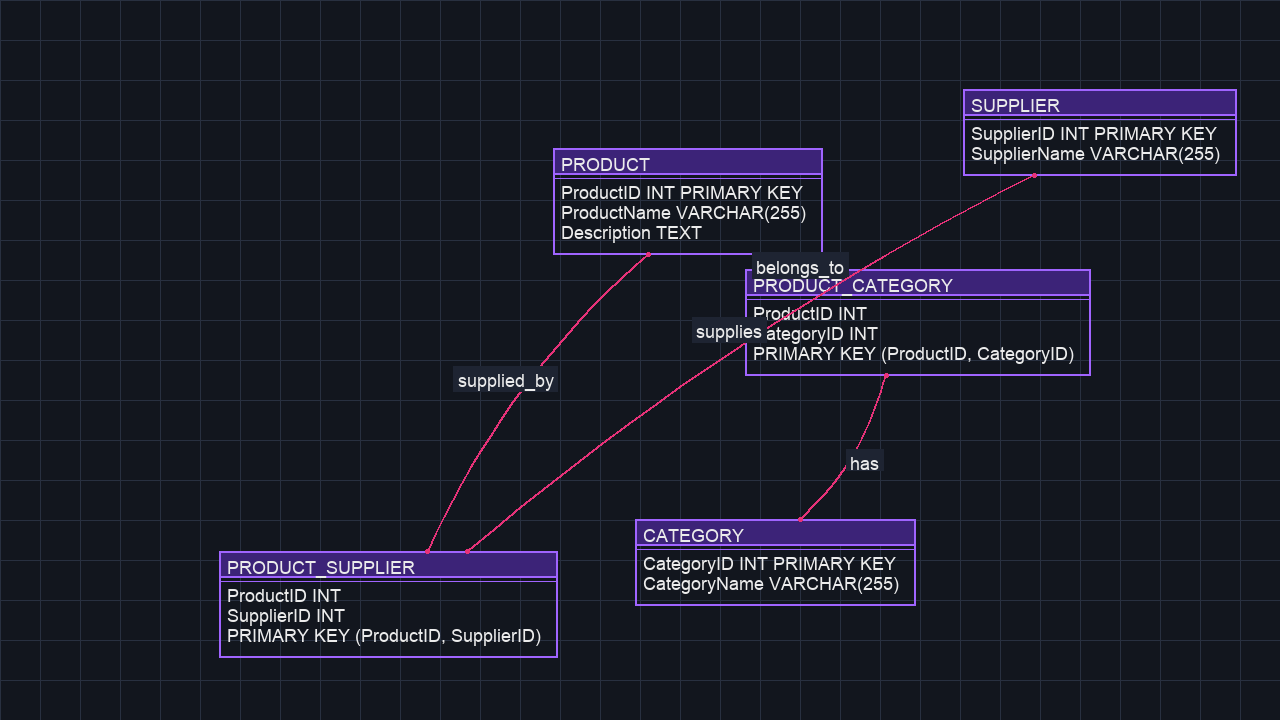 SUPPLIER
SupplierID INT PRIMARY KEY
SupplierName VARCHAR(255)
PRODUCT
ProductID INT PRIMARY KEY
ProductName VARCHAR(255)
Description TEXT
belongs_to
PRODUCT_CATEGORY
ProductID INT
supplies
ategoryID INT
PRIMARY KEY (ProductID, CategoryID)
supplied_by
has
CATEGORY
CategoryID INT PRIMARY KEY
CategoryName VARCHAR(255)
PRODUCT_SUPPLIER
ProductID INT
SupplierID INT
PRIMARY KEY (ProductID, SupplierID)